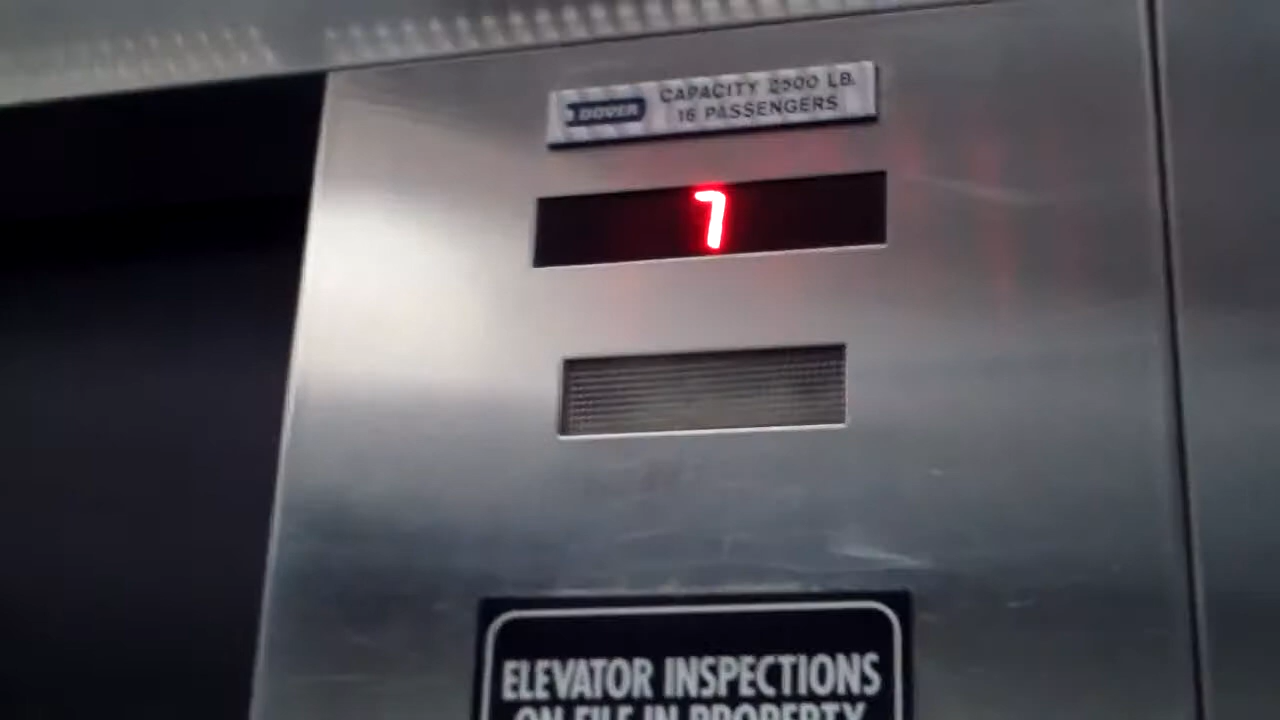 DOVER
CAPACITY 2500 LB.
16 PASSENGERS
7
ELEVATOR INSPECTIONS
ON FILE IN PROPERTY